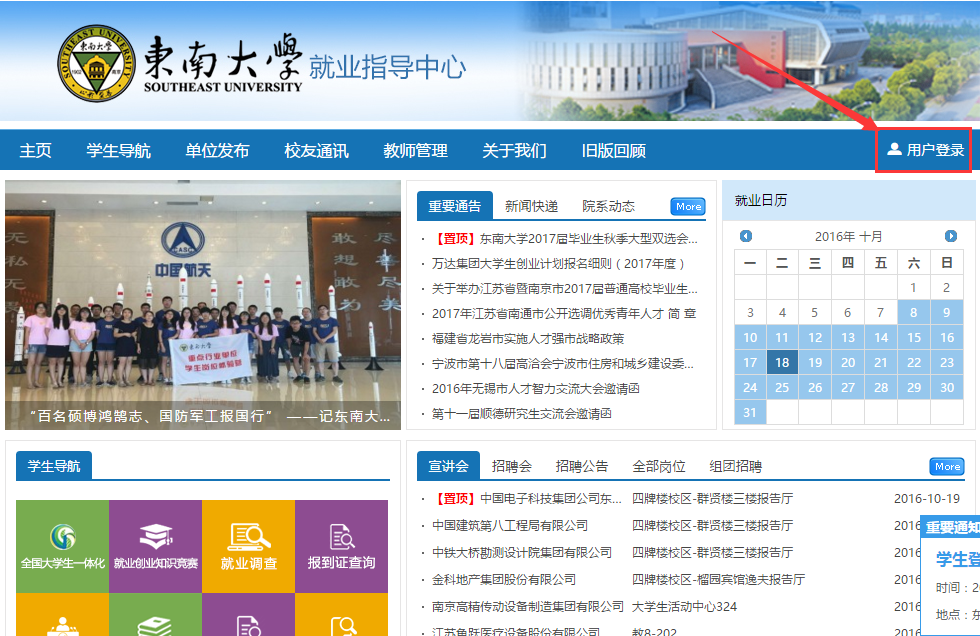 東南大學 就业指导中心
SOUTHEAST UNIVERSITY
主页 学生导航 单位发布 校友通讯 教师管理 关于我们 旧版回顾 用户登录
中国航天
東南大學
重点行业单位
学生岗位体验营
“百名硕博鸿鹄志、国防军工报国行” ——记东南大...
重要通告 新闻快递 院系动态 More
· 【置顶】东南大学2017届毕业生秋季大型双选会...
· 万达集团大学生创业计划报名细则（2017年度）
· 关于举办江苏省暨南京市2017届普通高校毕业生...
· 2017年江苏省南通市公开选调优秀青年人才 简 章
· 福建省龙岩市实施人才强市战略政策
· 宁波市第十八届高洽会宁波市住房和城乡建设委...
· 2016年无锡市人才智力交流大会邀请函
· 第十一届顺德研究生交流会邀请函
就业日历
2016年 十月
一 二 三 四 五 六 日
1 2
3 4 5 6 7 8 9
10 11 12 13 14 15 16
17 18 19 20 21 22 23
24 25 26 27 28 29 30
31
学生导航
全国大学生一体化 就业创业知识竞赛 就业调查 报到证查询
宣讲会 招聘会 招聘公告 全部岗位 组团招聘 More
· 【置顶】中国电子科技集团公司东... 四牌楼校区-群贤楼三楼报告厅 2016-10-19
· 中国建筑第八工程局有限公司 四牌楼校区-群贤楼三楼报告厅 2016
· 中铁大桥勘测设计院集团有限公司 四牌楼校区-群贤楼三楼报告厅 2016
· 金科地产集团股份有限公司 四牌楼校区-榴园宾馆逸夫报告厅 2016
· 南京高精传动设备制造集团有限公司 大学生活动中心324 2016
· 江苏鱼跃医疗设备股份有限公司 教8-202 2016
重要通知
学生登
时间：2
地点：东